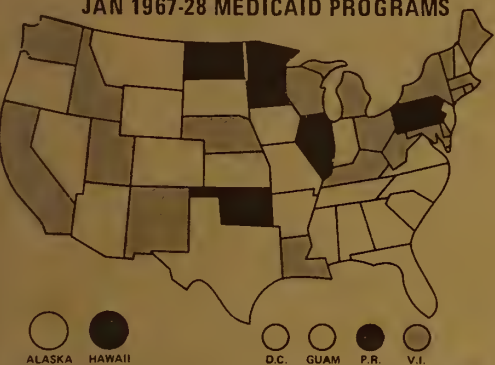 JAN 1967-28 MEDICAID PROGRAMS
ALASKA HAWAII D.C. GUAM P.R. V.I.